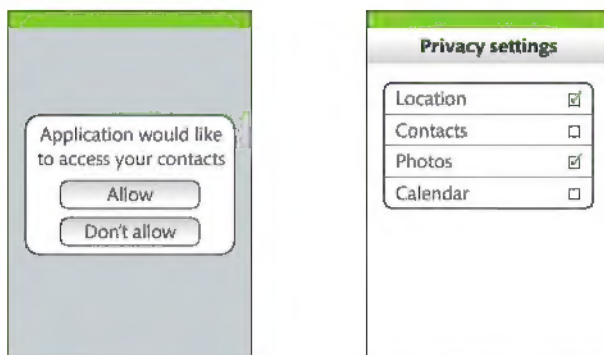 Application would like
to access your contacts
Allow
Don't allow
Privacy settings
Location
Contacts
Photos
Calendar